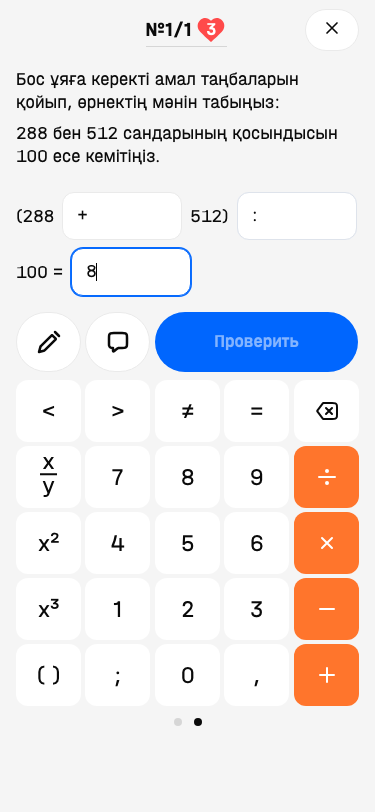 №1/1 3
Бос ұяға керекті амал таңбаларын
қойып, өрнектің мәнін табыңыз:
288 бен 512 сандарының қосындысын
100 есе кемітіңіз.
(288 + 512) :
100 = 8
Проверить
< > ≠ =
x/y 7 8 9 ÷
x² 4 5 6 ×
x³ 1 2 3 −
( ) ; 0 , +